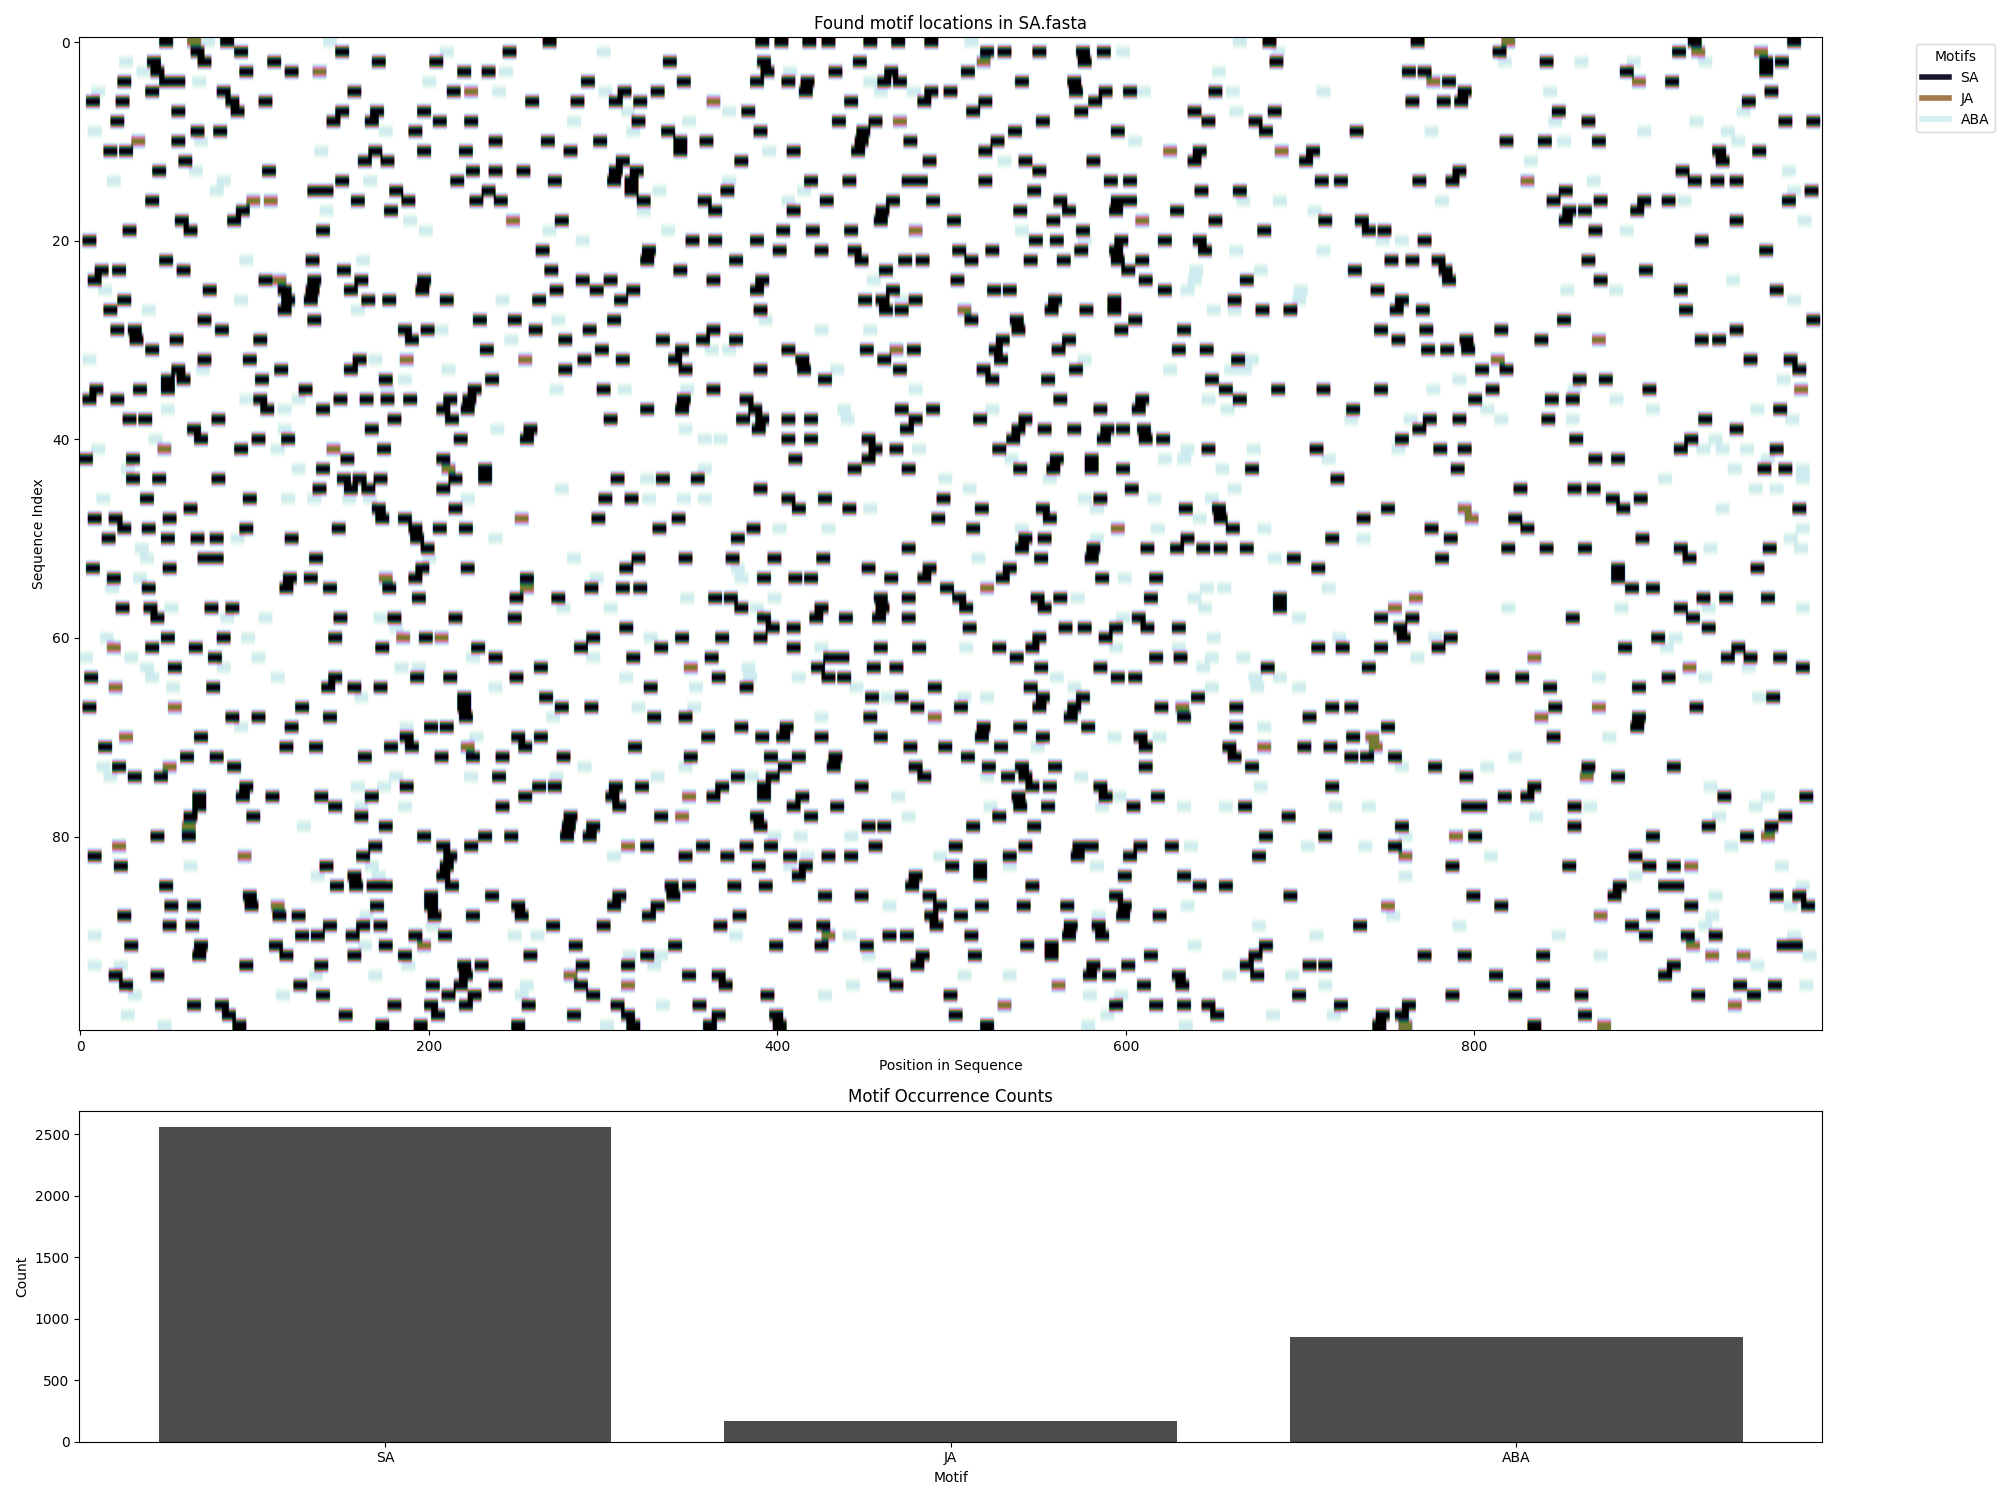 Found motif locations in SA.fasta
Motifs
SA
JA
ABA
Sequence Index
0
20
40
60
80
0 200 400 600 800
Position in Sequence
Motif Occurrence Counts
Count
2500
2000
1500
1000
500
0
SA JA ABA
Motif